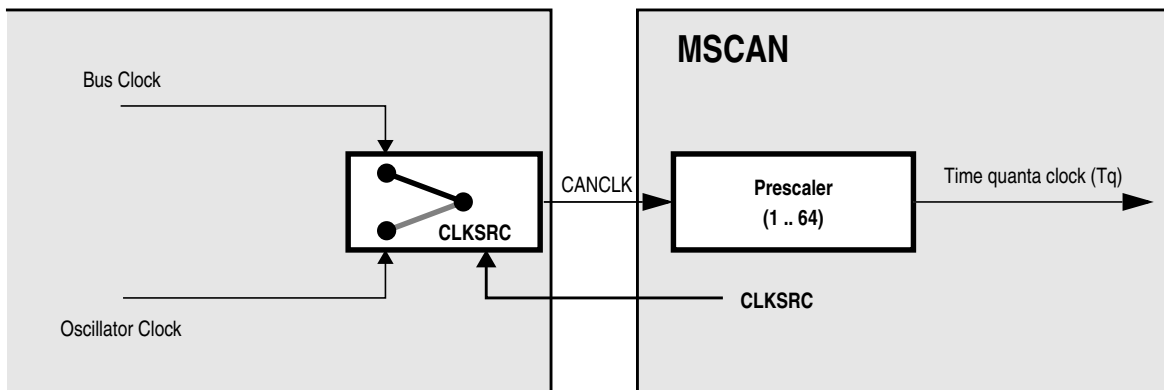 MSCAN
Bus Clock
CANCLK
Prescaler
(1 .. 64)
Time quanta clock (Tq)
CLKSRC
CLKSRC
Oscillator Clock